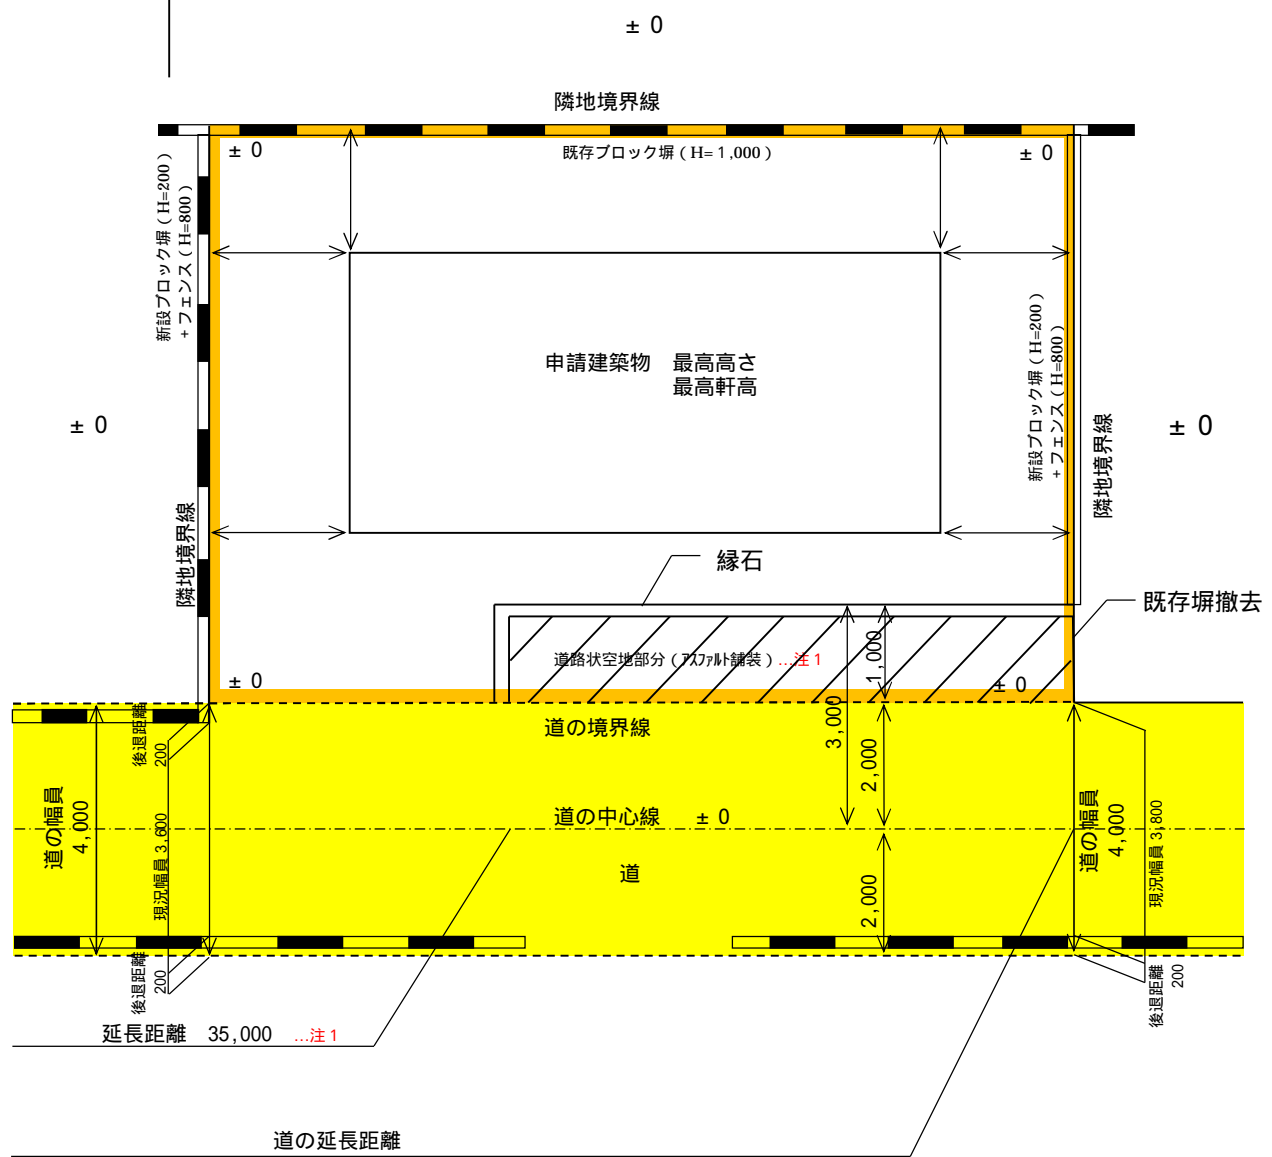 ± 0
隣地境界線
± 0
既存ブロック塀（H=1,000）
± 0
新設ブロック塀（H=200）
+フェンス（H=800）
申請建築物　最高高さ
最高軒高
新設ブロック塀（H=200）
+フェンス（H=800）
± 0
± 0
隣地境界線
隣地境界線
縁石
既存塀撤去
道路状空地部分（アスファルト舗装）…注1
1,000
± 0
± 0
道の境界線
3,000
2,000
後退距離
200
道の幅員
4,000
現況幅員 3,600
道の中心線　± 0
道の幅員
4,000
現況幅員 3,800
道
2,000
後退距離
200
後退距離
200
延長距離　35,000　…注1
道の延長距離